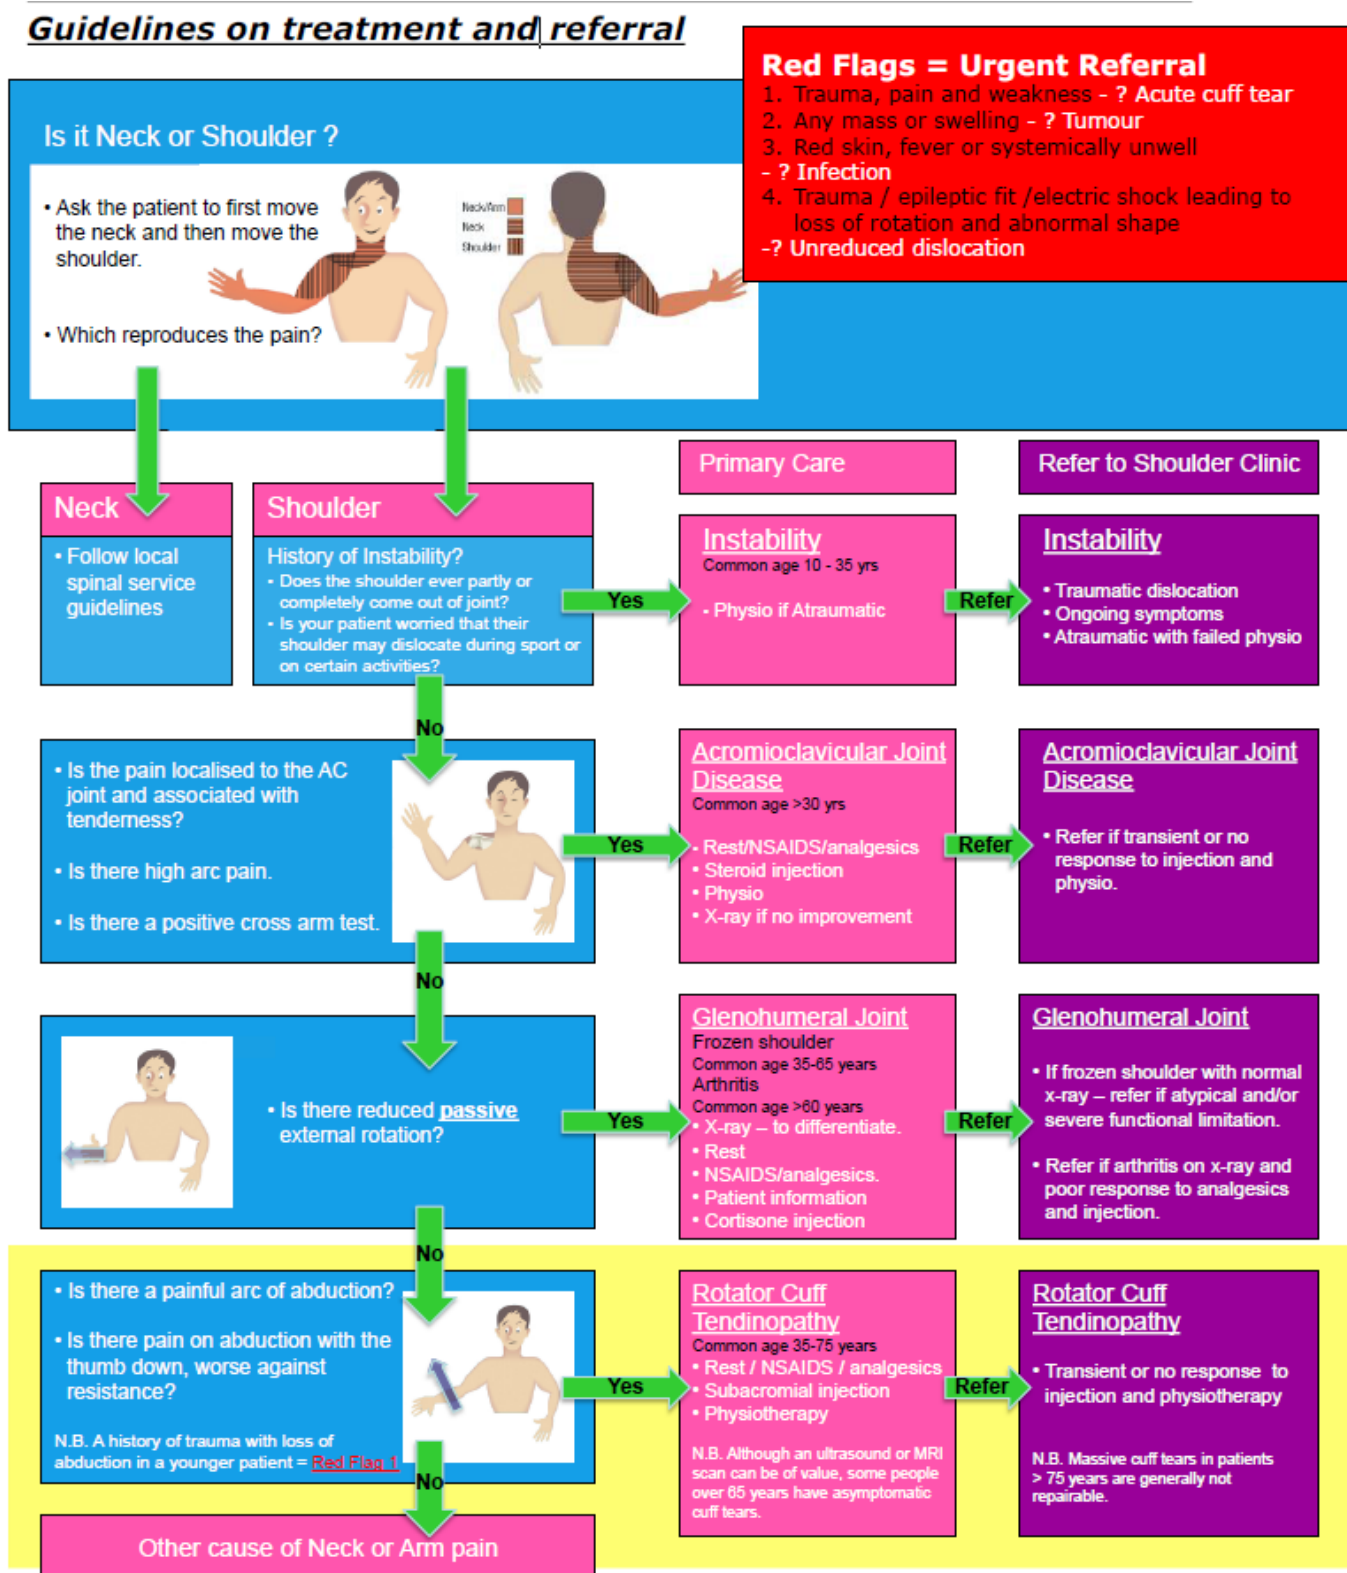 Guidelines on treatment and referral
Red Flags = Urgent Referral
1. Trauma, pain and weakness - ? Acute cuff tear
2. Any mass or swelling - ? Tumour
3. Red skin, fever or systemically unwell
- ? Infection
4. Trauma / epileptic fit /electric shock leading to
loss of rotation and abnormal shape
-? Unreduced dislocation
Is it Neck or Shoulder ?
• Ask the patient to first move
the neck and then move the
shoulder.
• Which reproduces the pain?
Neck/Arm
Neck
Shoulder
Primary Care
Refer to Shoulder Clinic
Neck
• Follow local
spinal service
guidelines
Shoulder
History of Instability?
- Does the shoulder ever partly or
completely come out of joint?
- Is your patient worried that their
shoulder may dislocate during sport or
on certain activities?
Yes
Instability
Common age 10 - 35 yrs
- Physio if Atraumatic
Refer
Instability
• Traumatic dislocation
• Ongoing symptoms
• Atraumatic with failed physio
No
• Is the pain localised to the AC
joint and associated with
tenderness?
• Is there high arc pain.
• Is there a positive cross arm test.
Yes
Acromioclavicular Joint
Disease
Common age >30 yrs
- Rest/NSAIDS/analgesics
• Steroid injection
• Physio
• X-ray if no improvement
Refer
Acromioclavicular Joint
Disease
• Refer if transient or no
response to injection and
physio.
No
• Is there reduced passive
external rotation?
Yes
Glenohumeral Joint
Frozen shoulder
Common age 35-65 years
Arthritis
Common age >60 years
• X-ray – to differentiate.
• Rest
• NSAIDS/analgesics.
• Patient information
• Cortisone injection
Refer
Glenohumeral Joint
• If frozen shoulder with normal
x-ray – refer if atypical and/or
severe functional limitation.
• Refer if arthritis on x-ray and
poor response to analgesics
and injection.
No
• Is there a painful arc of abduction?
• Is there pain on abduction with the
thumb down, worse against
resistance?
N.B. A history of trauma with loss of
abduction in a younger patient = Red Flag 1
Yes
Rotator Cuff
Tendinopathy
Common age 35-75 years
• Rest / NSAIDS / analgesics
• Subacromial injection
• Physiotherapy
N.B. Although an ultrasound or MRI
scan can be of value, some people
over 65 years have asymptomatic
cuff tears.
Refer
Rotator Cuff
Tendinopathy
• Transient or no response to
injection and physiotherapy
N.B. Massive cuff tears in patients
> 75 years are generally not
repairable.
No
Other cause of Neck or Arm pain